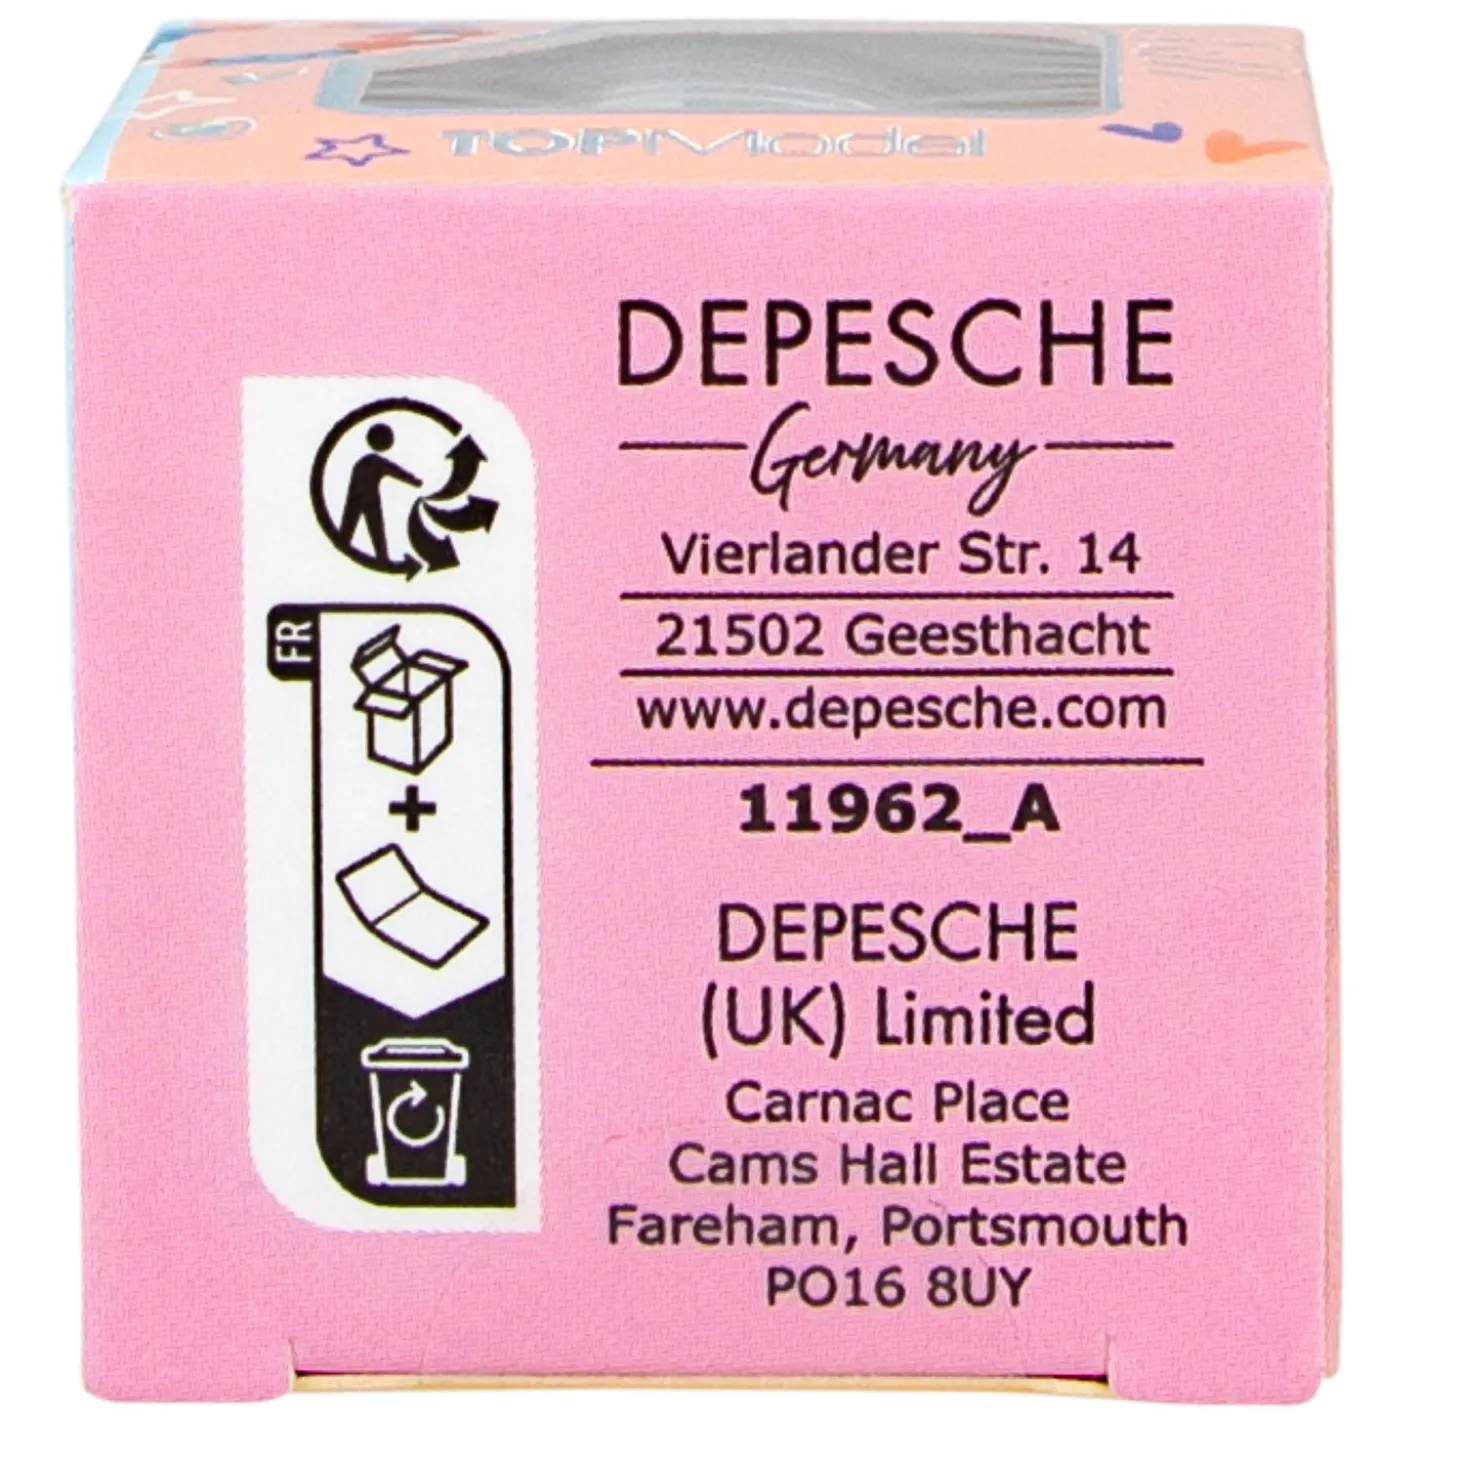 TOPModel
DEPESCHE
Germany
Vierlander Str. 14
21502 Geesthacht
www.depesche.com
11962_A
FR
+
DEPESCHE
(UK) Limited
Carnac Place
Cams Hall Estate
Fareham, Portsmouth
PO16 8UY